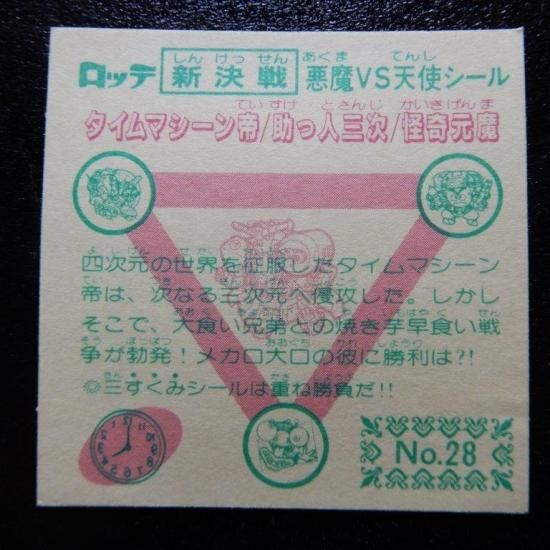 ロッテ 新決戦 悪魔VS天使シール
タイムマシーン帝/助っ人三次/怪奇元魔
四次元の世界を征服したタイムマシーン
帝は、次なる三次元へ侵攻した。しかし
そこで、大食い兄弟との焼き芋早食い戦
争が勃発！メカロ大口の彼に勝利は?!
◎三すくみシールは重ね勝負だ!!
No.28